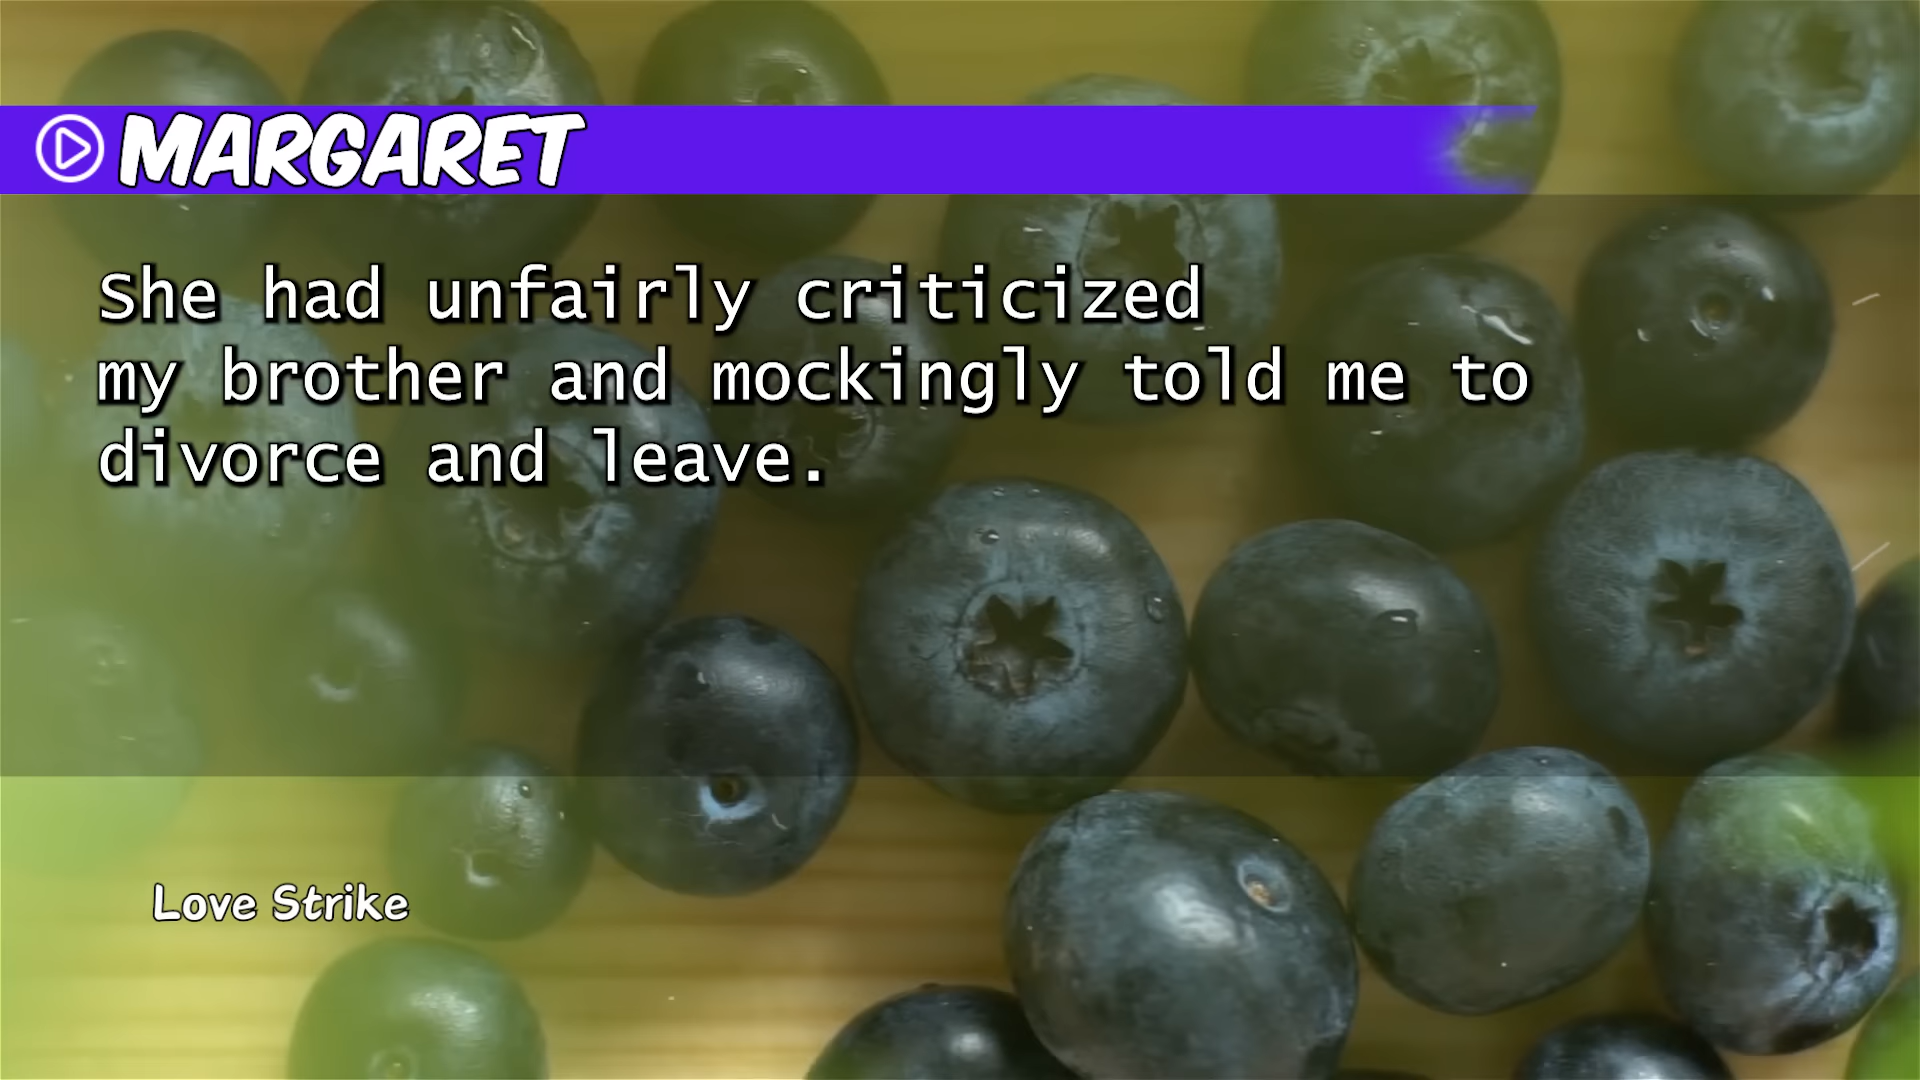 MARGARET
She had unfairly criticized
my brother and mockingly told me to
divorce and leave.
Love Strike